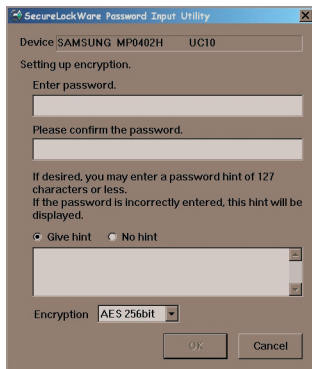 SecureLockWare Password Input Utility
Device SAMSUNG MP0402H UC10
Setting up encryption.
Enter password.
Please confirm the password.
If desired, you may enter a password hint of 127
characters or less.
If the password is incorrectly entered, this hint will be
displayed.
Give hint No hint
Encryption AES 256bit
OK Cancel